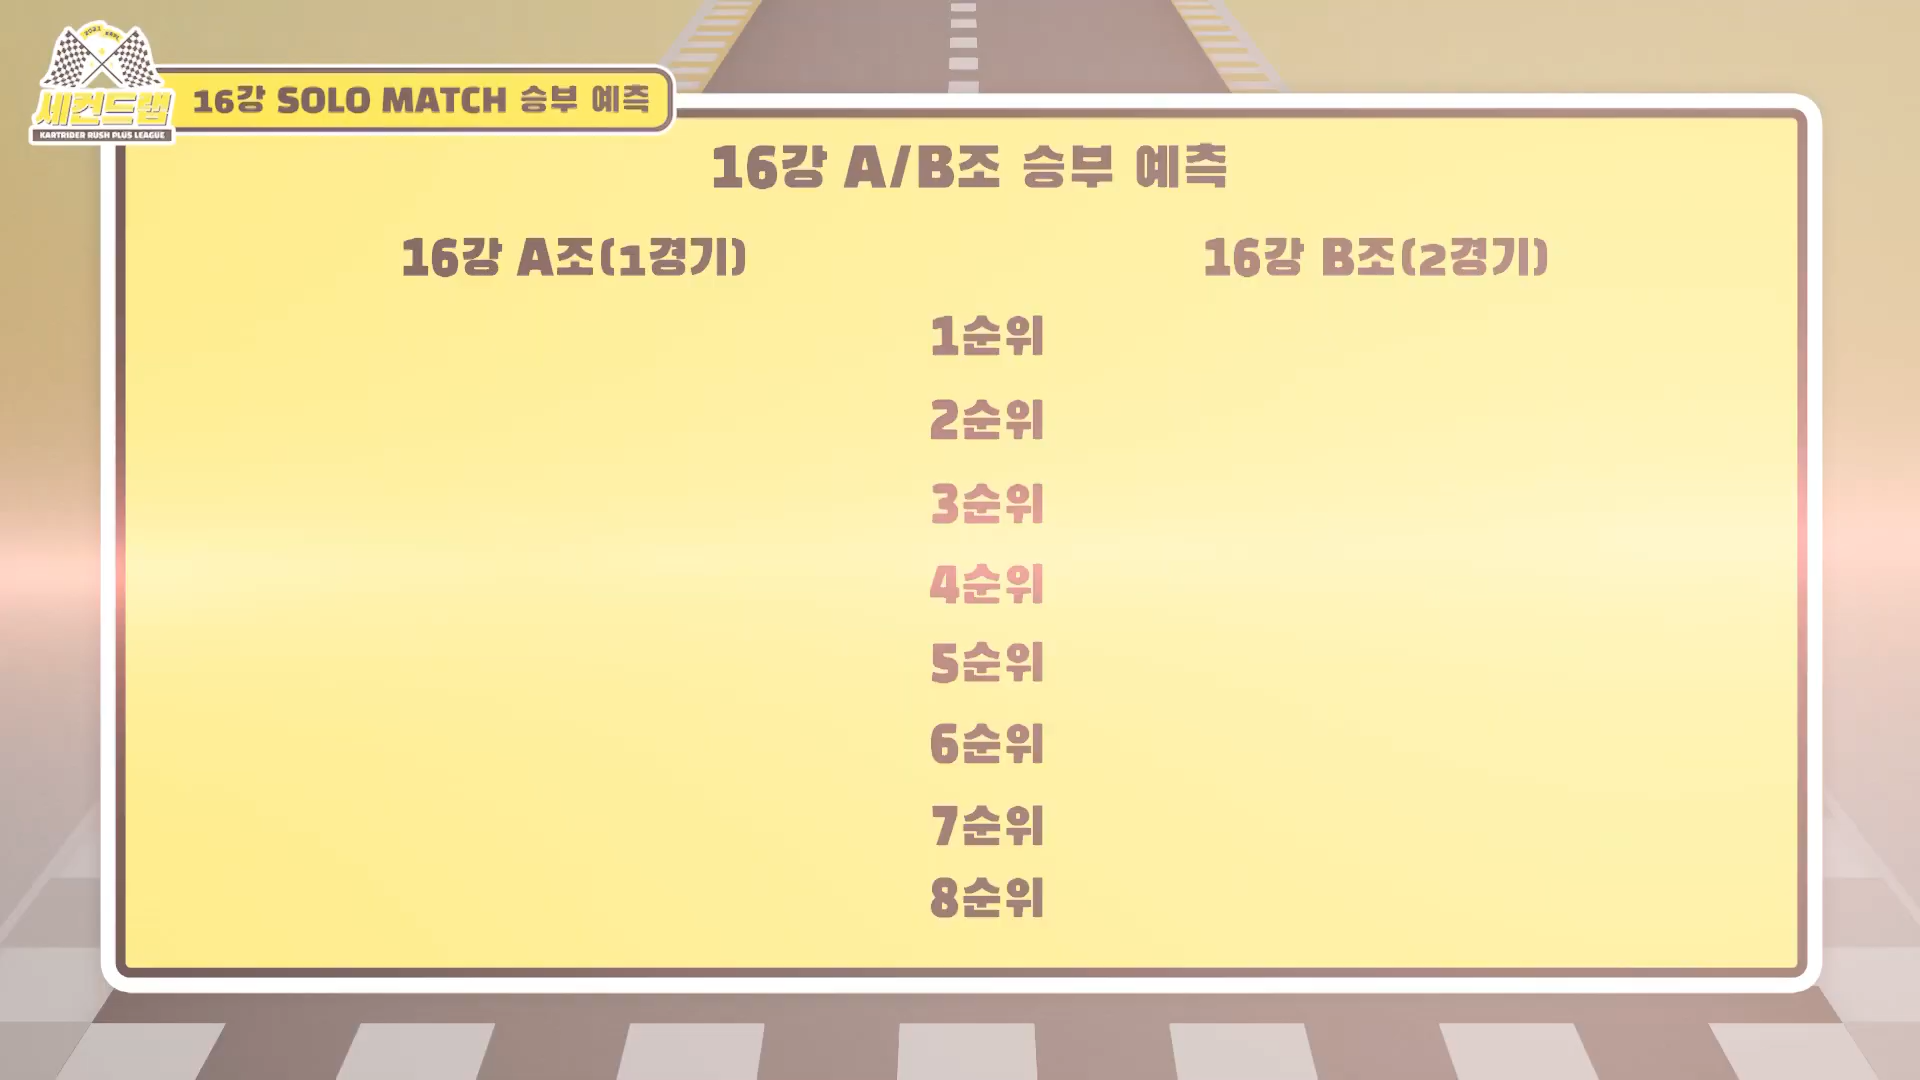 2023 KRPL
세컨드랩
KARTRIDER RUSH PLUS LEAGUE
16강 SOLO MATCH 승부 예측
16강 A/B조 승부 예측
16강 A조(1경기)
16강 B조(2경기)
1순위
2순위
3순위
4순위
5순위
6순위
7순위
8순위